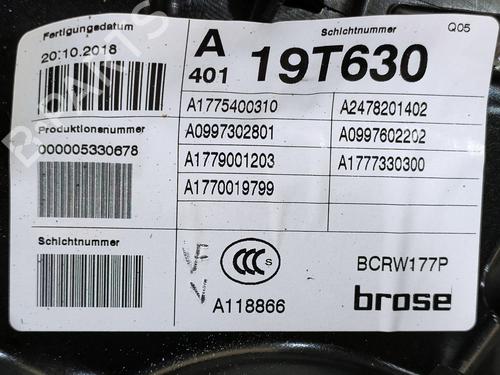 Fertigungsdatum
20.10.2018
Produktionsnummer
000005330678
Schichtnummer
A
401
Schichtnummer
19T630
Q05
A1775400310
A2478201402
A0997302801
A0997602202
A1779001203
A1777330300
A1770019799
CCC S
A118866
BCRW177P
brose